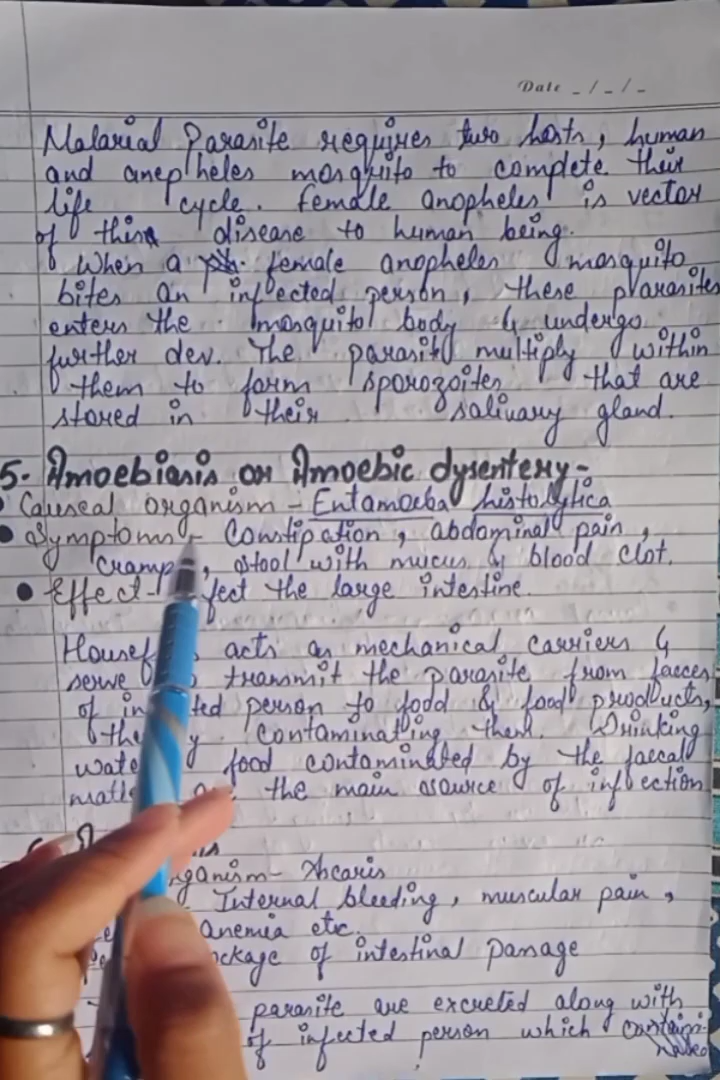 Date _ / _ / _
Malarial Parasite requires two hosts, human
and anepheles mosquito to complete their
life cycle. female anopheles is vector
of this disease to human being.
When a female anopheles mosquito
bites an infected person, these parasites
enters the mosquito body & undergo
further dev. The parasite multiply within
them to form sporozoites that are
stored in their salivary gland.
5. Amoebiasis or Amoebic dysentery-
• Causeal organism - Entamoeba histolytica
• Symptoms - Constipation, abdominal pain,
cramp, stool with mucus & blood clot.
• Effect- the large intestine.
acts as mechanical carriers &
serve transmit the parasite from faeces
of person to food & food products,
contaminating them. Drinking
food contaminated by the faecal
the main source of infection
- Ascaris
Internal bleeding, muscular pain,
anemia etc.
of intestinal passage
parasite are excreted along with
of infected person which